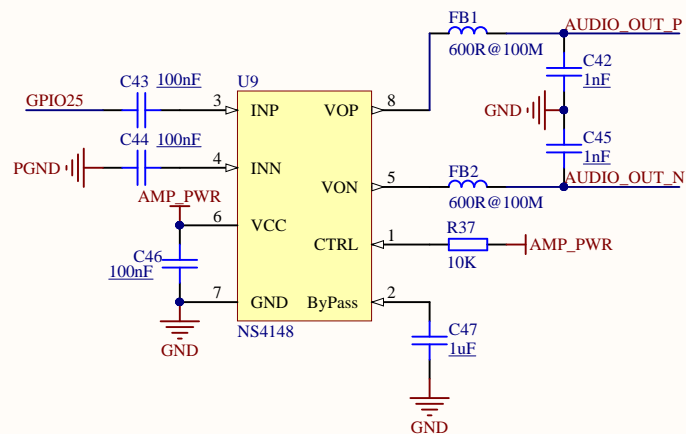 FB1
AUDIO_OUT_P
600R@100M
C42
1nF
GND
C45
1nF
FB2
AUDIO_OUT_N
600R@100M
C43
100nF
GPIO25
U9
3
INP
VOP
8
C44
100nF
PGND
4
INN
VON
5
AMP_PWR
6
VCC
CTRL
1
R37
10K
AMP_PWR
C46
100nF
7
GND
ByPass
2
GND
NS4148
C47
1uF
GND